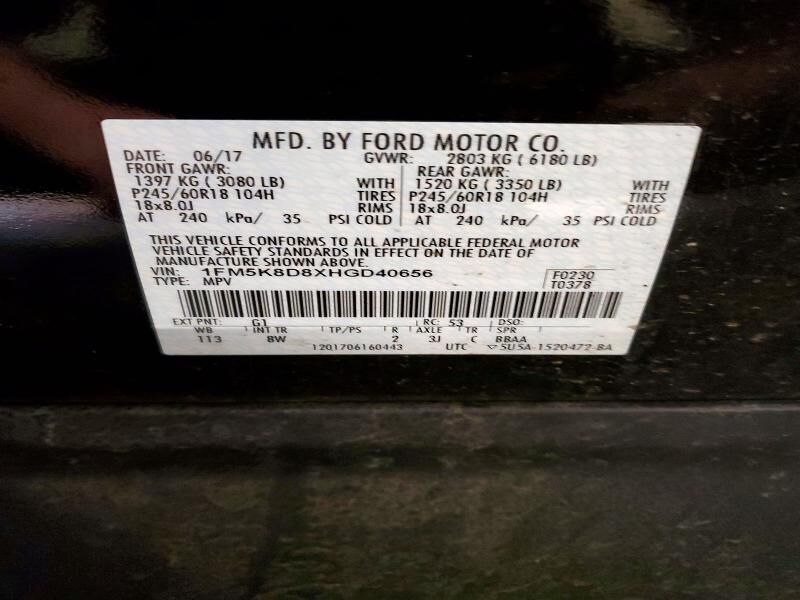 MFD. BY FORD MOTOR CO.
DATE: 06/17 GVWR: 2803 KG ( 6180 LB)
FRONT GAWR: REAR GAWR:
1397 KG ( 3080 LB) WITH 1520 KG ( 3350 LB) WITH
P245/60R18 104H TIRES P245/60R18 104H TIRES
18x8.0J RIMS 18x8.0J RIMS
AT 240 kPa/ 35 PSI COLD AT 240 kPa/ 35 PSI COLD
THIS VEHICLE CONFORMS TO ALL APPLICABLE FEDERAL MOTOR
VEHICLE SAFETY STANDARDS IN EFFECT ON THE DATE OF
MANUFACTURE SHOWN ABOVE.
VIN: 1FM5K8D8XHGD40656 F0230
TYPE: MPV T0378
EXT PNT: G1 RC: 53 DSO:
WB INT TR TP/PS R AXLE TR SPR
113 8W 2 3J C BBAA
12Q1706160443 UTC ▽5U5A-1520472-BA